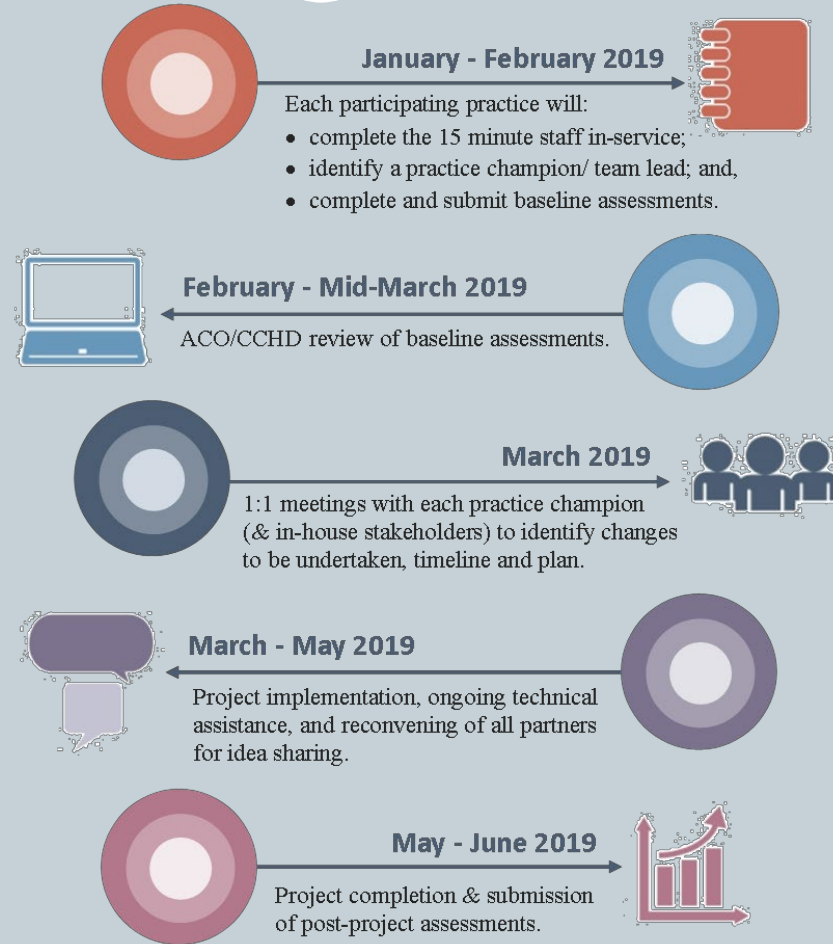 January - February 2019
Each participating practice will:
• complete the 15 minute staff in-service;
• identify a practice champion/ team lead; and,
• complete and submit baseline assessments.
February - Mid-March 2019
ACO/CCHD review of baseline assessments.
March 2019
1:1 meetings with each practice champion
(& in-house stakeholders) to identify changes
to be undertaken, timeline and plan.
March - May 2019
Project implementation, ongoing technical
assistance, and reconvening of all partners
for idea sharing.
May - June 2019
Project completion & submission
of post-project assessments.